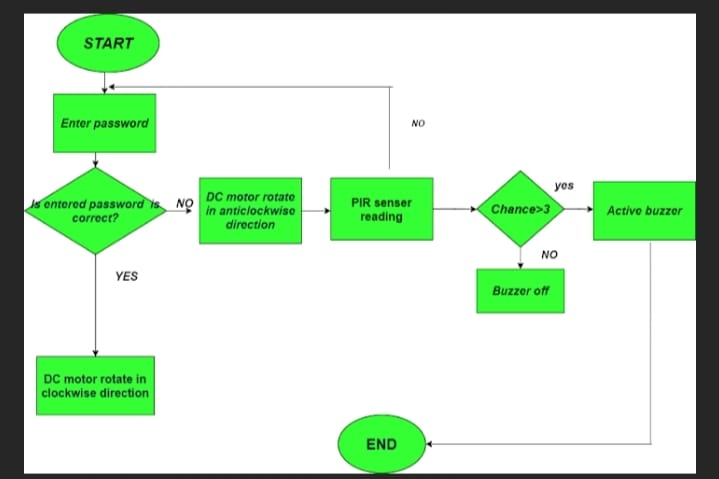 START
Enter password
NO
Is entered password is
correct?
NO
DC motor rotate
in anticlockwise
direction
PIR senser
reading
Chance>3
yes
Active buzzer
NO
Buzzer off
YES
DC motor rotate in
clockwise direction
END